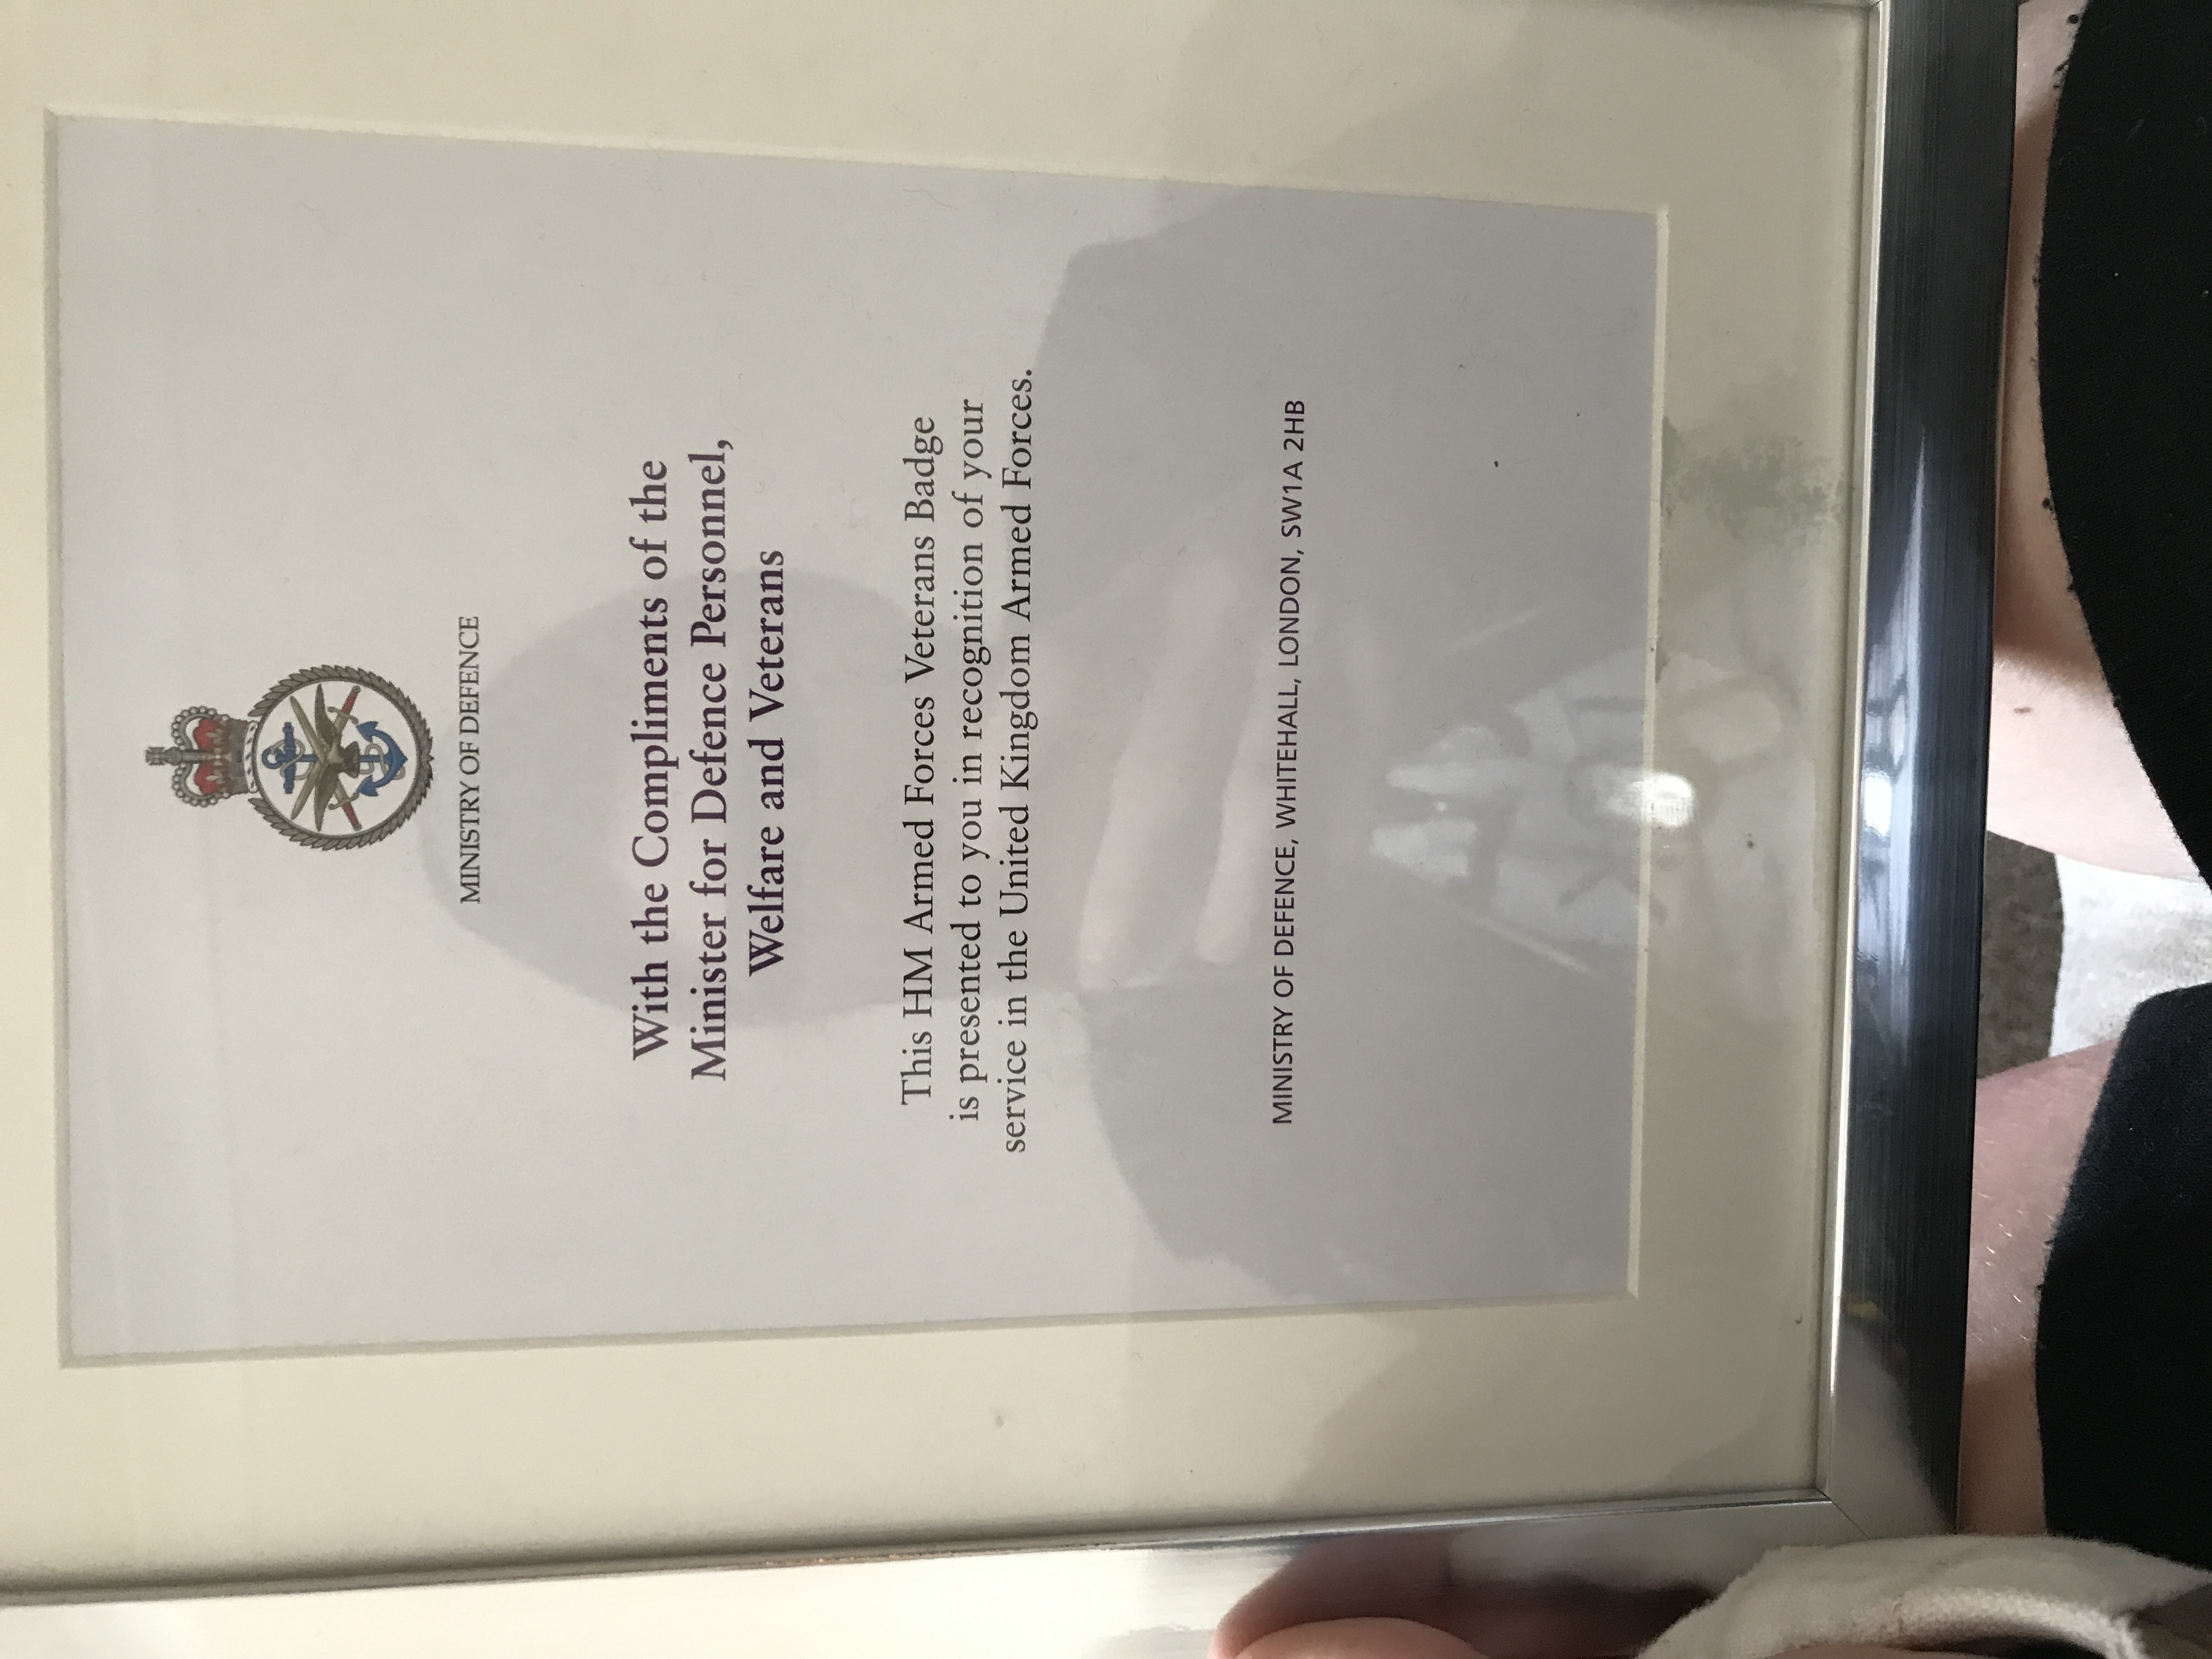 MINISTRY OF DEFENCE
With the Compliments of the
Minister for Defence Personnel,
Welfare and Veterans
This HM Armed Forces Veterans Badge
is presented to you in recognition of your
service in the United Kingdom Armed Forces.
MINISTRY OF DEFENCE, WHITEHALL, LONDON, SW1A 2HB